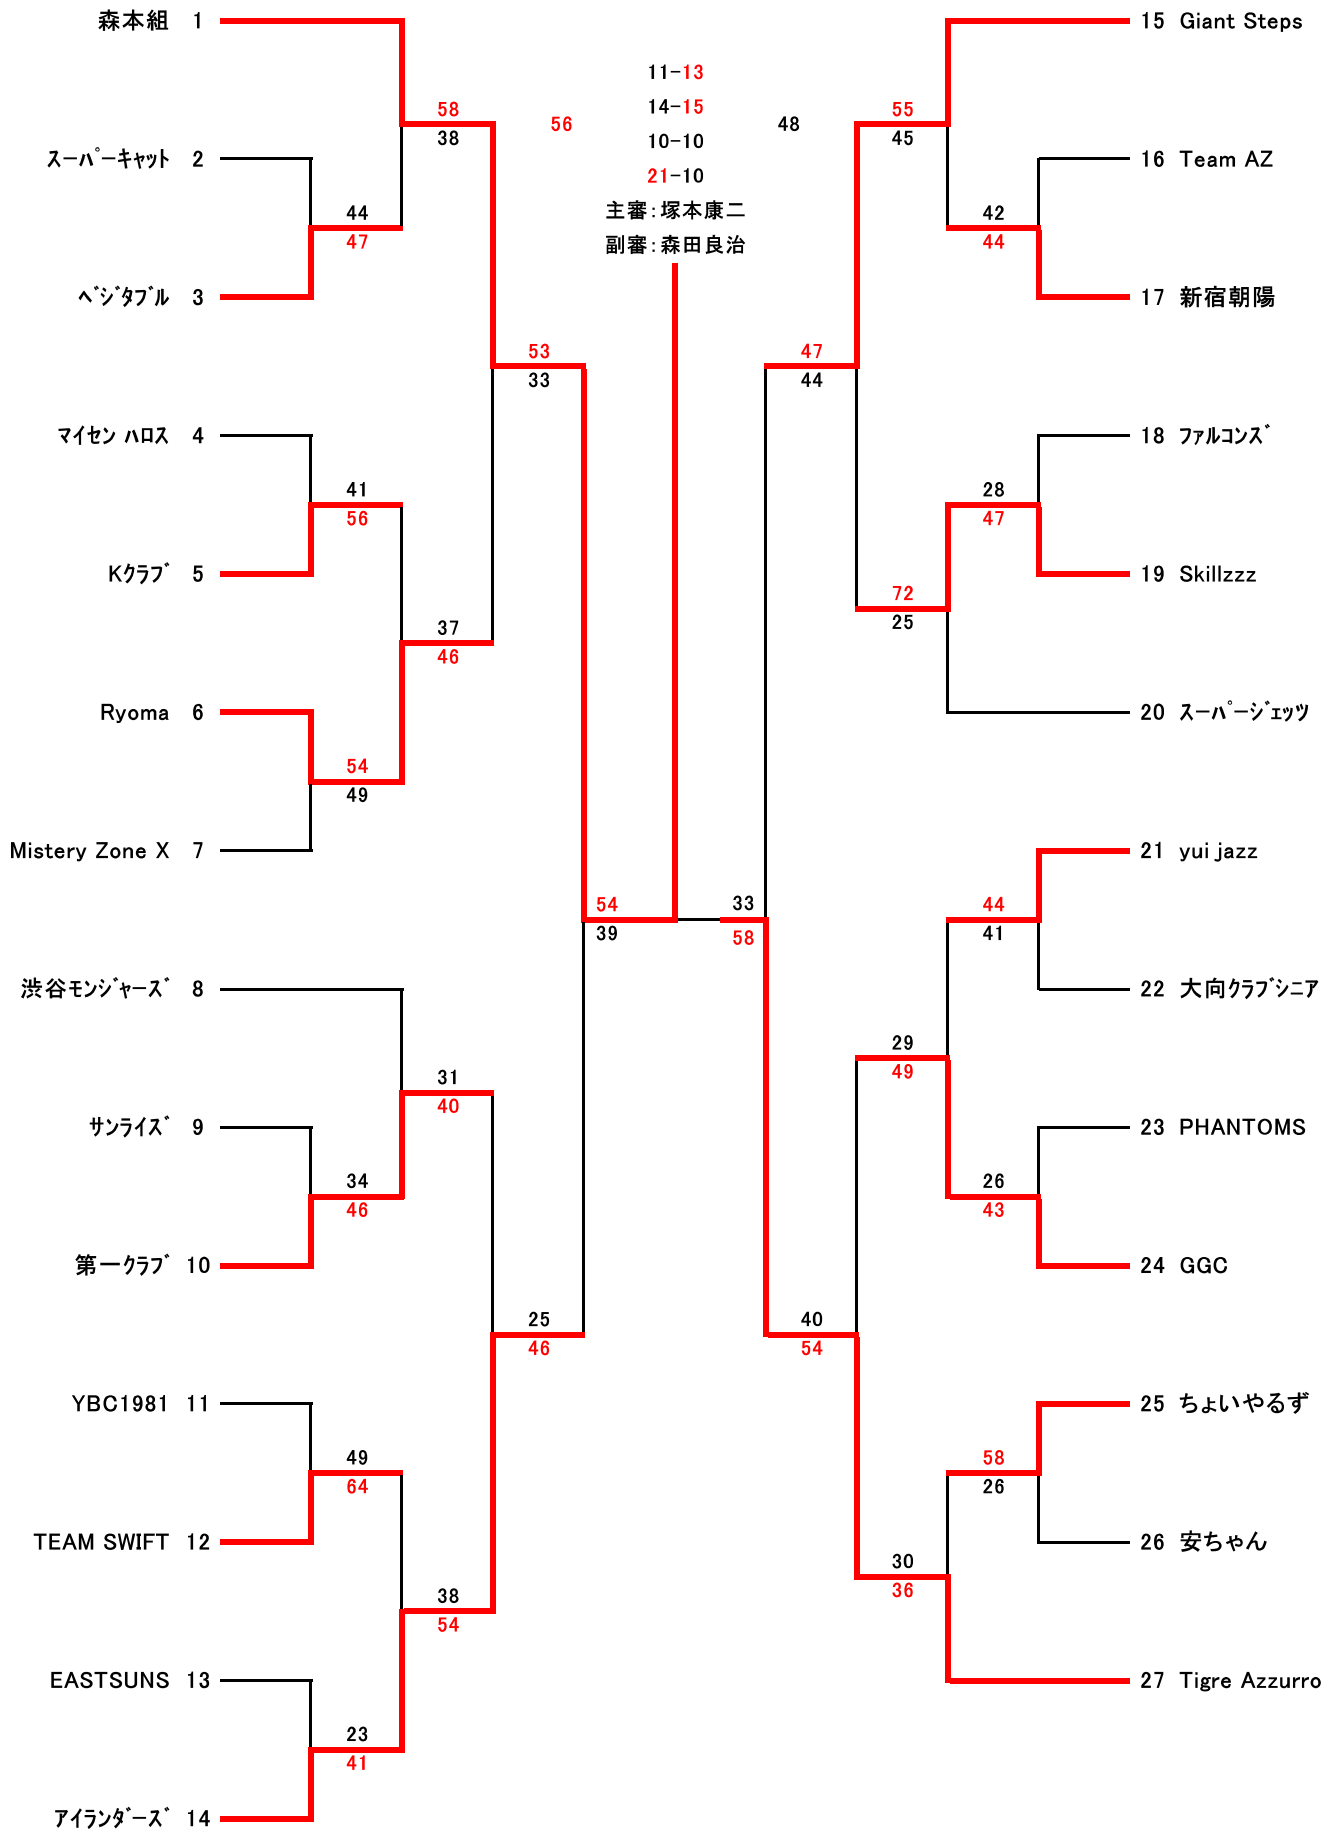 森本組 1
15 Giant Steps
11-13
58
14-15
55
56
48
38
10-10
45
スーパーキャット 2
16 Team AZ
21-10
44
主審:塚本康二
42
47
副審:森田良治
44
ベジタブル 3
17 新宿朝陽
53
47
33
44
マイセン ハロス 4
18 ファルコンズ
41
28
56
47
Kクラブ 5
19 Skillzzz
72
37
25
46
Ryoma 6
20 スーパージェッツ
54
49
Mistery Zone X 7
21 yui jazz
54
33
44
39
58
41
渋谷モンジャーズ 8
22 大向クラブシニア
29
31
49
40
サンライズ 9
23 PHANTOMS
34
26
46
43
第一クラブ 10
24 GGC
25
40
46
54
YBC1981 11
25 ちょいやるず
49
58
64
26
TEAM SWIFT 12
26 安ちゃん
30
38
36
54
EASTSUNS 13
27 Tigre Azzurro
23
41
アイランダーズ 14